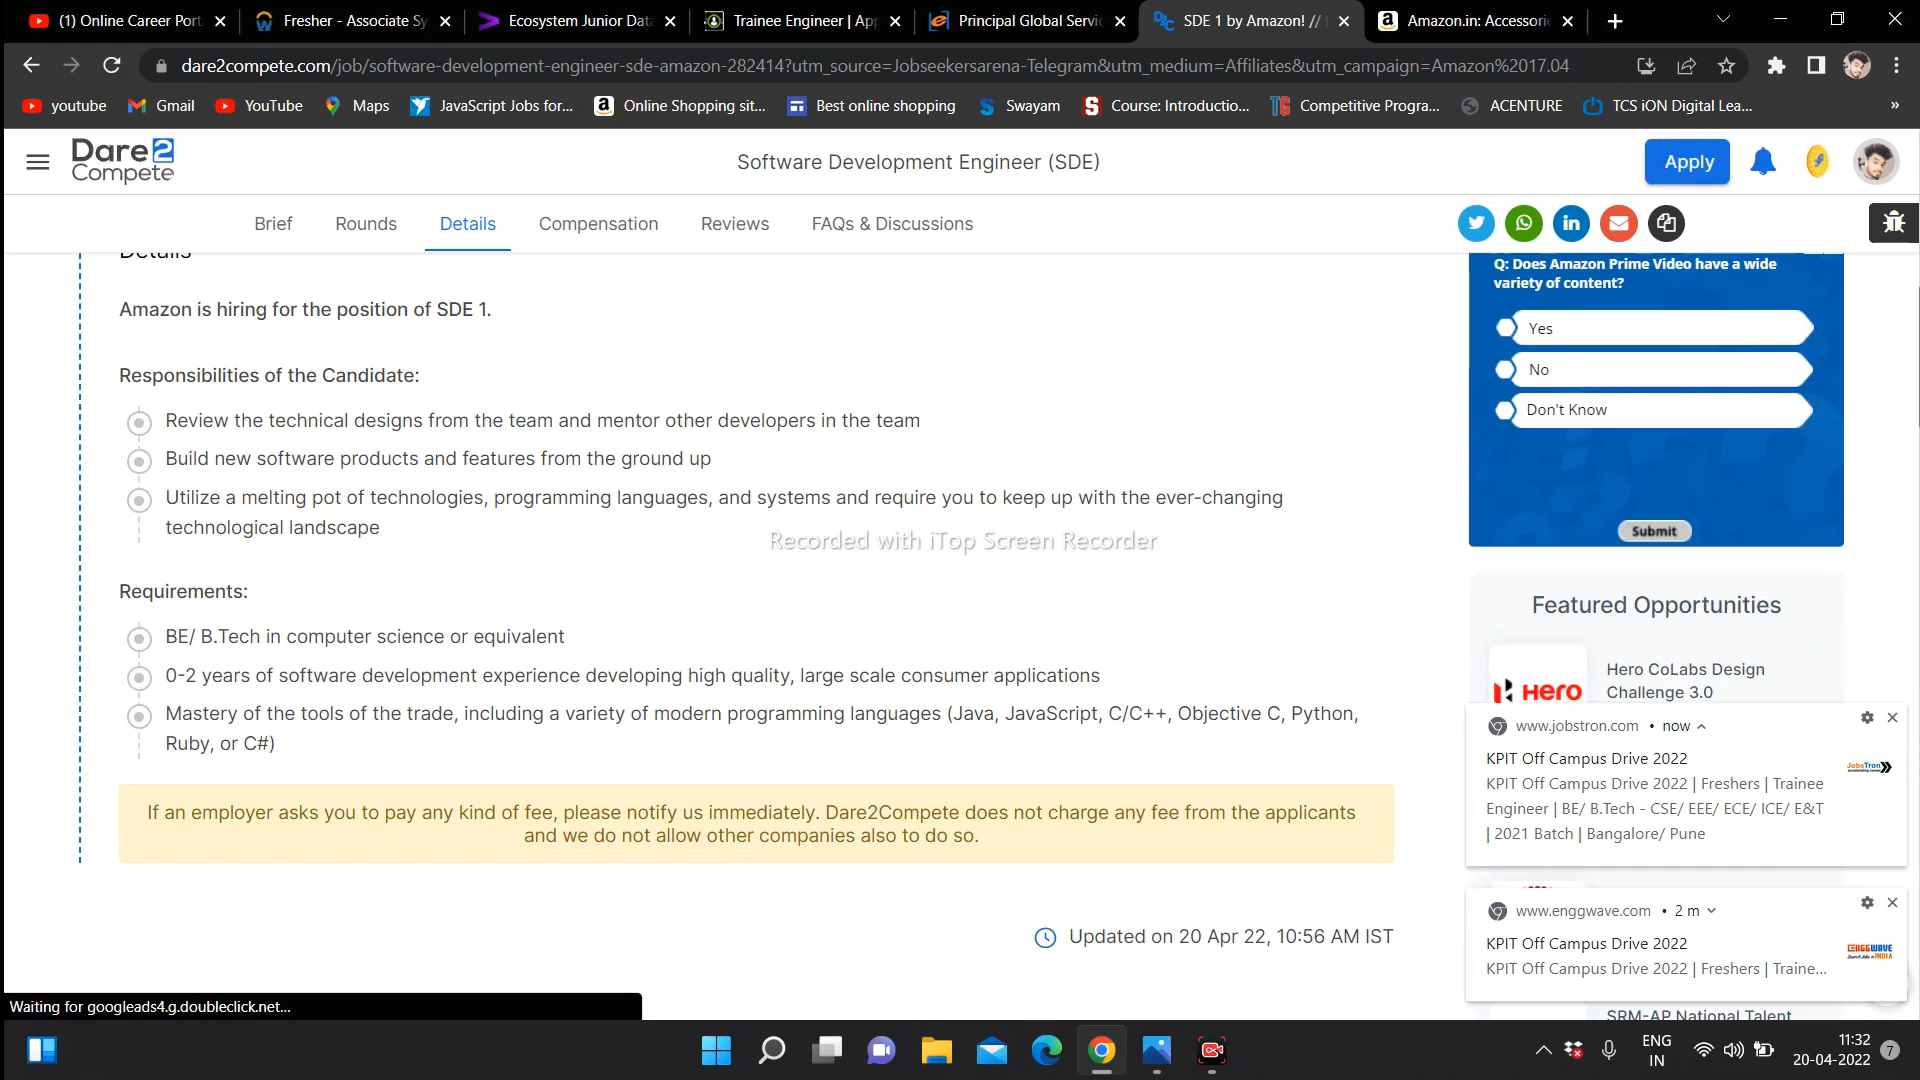 (1) Online Career Port
Fresher - Associate Sy
Ecosystem Junior Data
Trainee Engineer | App
Principal Global Servic
SDE 1 by Amazon! //
Amazon.in: Accessorie
dare2compete.com/job/software-development-engineer-sde-amazon-282414?utm_source=Jobseekersarena-Telegram&utm_medium=Affiliates&utm_campaign=Amazon%2017.04
youtube
Gmail
YouTube
Maps
JavaScript Jobs for...
Online Shopping sit...
Best online shopping
Swayam
Course: Introductio...
Competitive Progra...
ACENTURE
TCS iON Digital Lea...
»
Dare2
Compete
Software Development Engineer (SDE)
Apply
Brief
Rounds
Details
Compensation
Reviews
FAQs & Discussions
Details
Amazon is hiring for the position of SDE 1.
Responsibilities of the Candidate:
Review the technical designs from the team and mentor other developers in the team
Build new software products and features from the ground up
Utilize a melting pot of technologies, programming languages, and systems and require you to keep up with the ever-changing
technological landscape
Recorded with iTop Screen Recorder
Requirements:
BE/ B.Tech in computer science or equivalent
0-2 years of software development experience developing high quality, large scale consumer applications
Mastery of the tools of the trade, including a variety of modern programming languages (Java, JavaScript, C/C++, Objective C, Python,
Ruby, or C#)
If an employer asks you to pay any kind of fee, please notify us immediately. Dare2Compete does not charge any fee from the applicants
and we do not allow other companies also to do so.
Updated on 20 Apr 22, 10:56 AM IST
Q: Does Amazon Prime Video have a wide
variety of content?
Yes
No
Don't Know
Submit
Featured Opportunities
Hero
Hero CoLabs Design
Challenge 3.0
www.jobstron.com • now
KPIT Off Campus Drive 2022
KPIT Off Campus Drive 2022 | Freshers | Trainee
Engineer | BE/ B.Tech - CSE/ EEE/ ECE/ ICE/ E&T
| 2021 Batch | Bangalore/ Pune
JobsTron
www.enggwave.com • 2 m
KPIT Off Campus Drive 2022
KPIT Off Campus Drive 2022 | Freshers | Traine...
ENGGWAVE
SRM-AP National Talent
Waiting for googleads4.g.doubleclick.net...
ENG
IN
11:32
20-04-2022
7